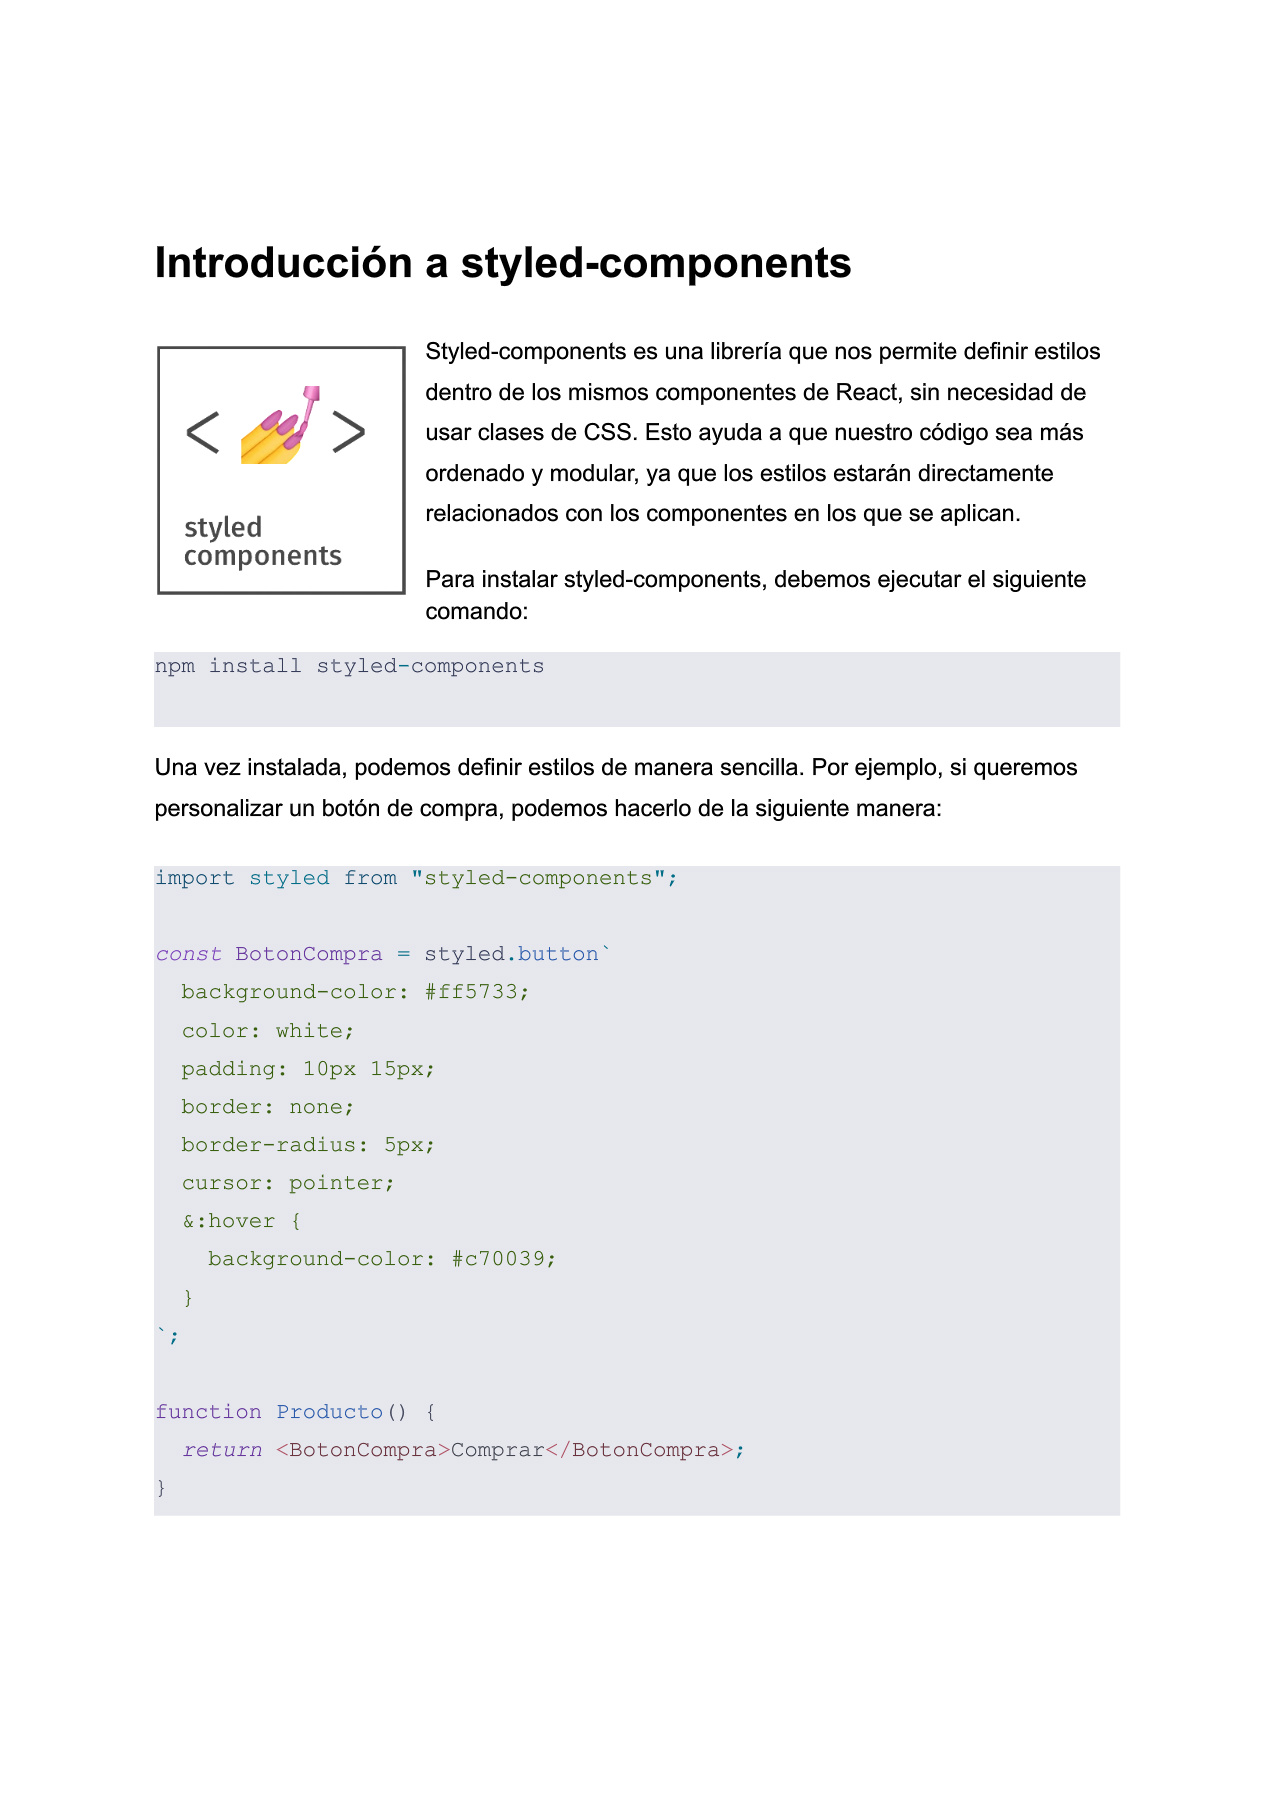 Introducción a styled-components
< >
styled
components
Styled-components es una librería que nos permite definir estilos
dentro de los mismos componentes de React, sin necesidad de
usar clases de CSS. Esto ayuda a que nuestro código sea más
ordenado y modular, ya que los estilos estarán directamente
relacionados con los componentes en los que se aplican.
Para instalar styled-components, debemos ejecutar el siguiente
comando:
npm install styled-components
Una vez instalada, podemos definir estilos de manera sencilla. Por ejemplo, si queremos
personalizar un botón de compra, podemos hacerlo de la siguiente manera:
import styled from "styled-components";
const BotonCompra = styled.button`
  background-color: #ff5733;
  color: white;
  padding: 10px 15px;
  border: none;
  border-radius: 5px;
  cursor: pointer;
  &:hover {
    background-color: #c70039;
  }
`;
function Producto() {
  return <BotonCompra>Comprar</BotonCompra>;
}